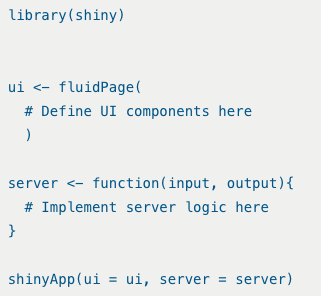 library(shiny)
ui <- fluidPage(
  # Define UI components here
  )
server <- function(input, output){
  # Implement server logic here
}
shinyApp(ui = ui, server = server)